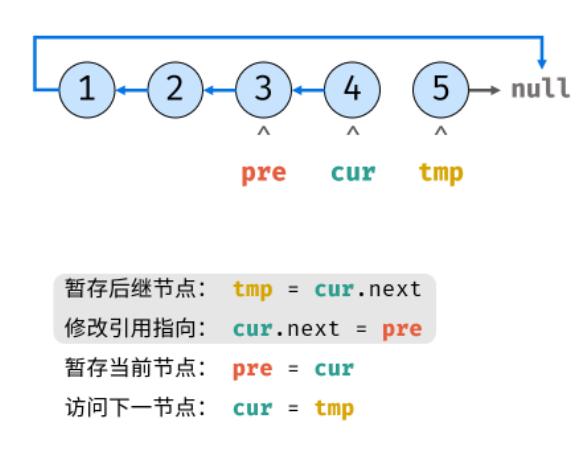 1 2 3 4 5 null
^ ^ ^
pre cur tmp
暂存后继节点： tmp = cur.next
修改引用指向： cur.next = pre
暂存当前节点： pre = cur
访问下一节点： cur = tmp